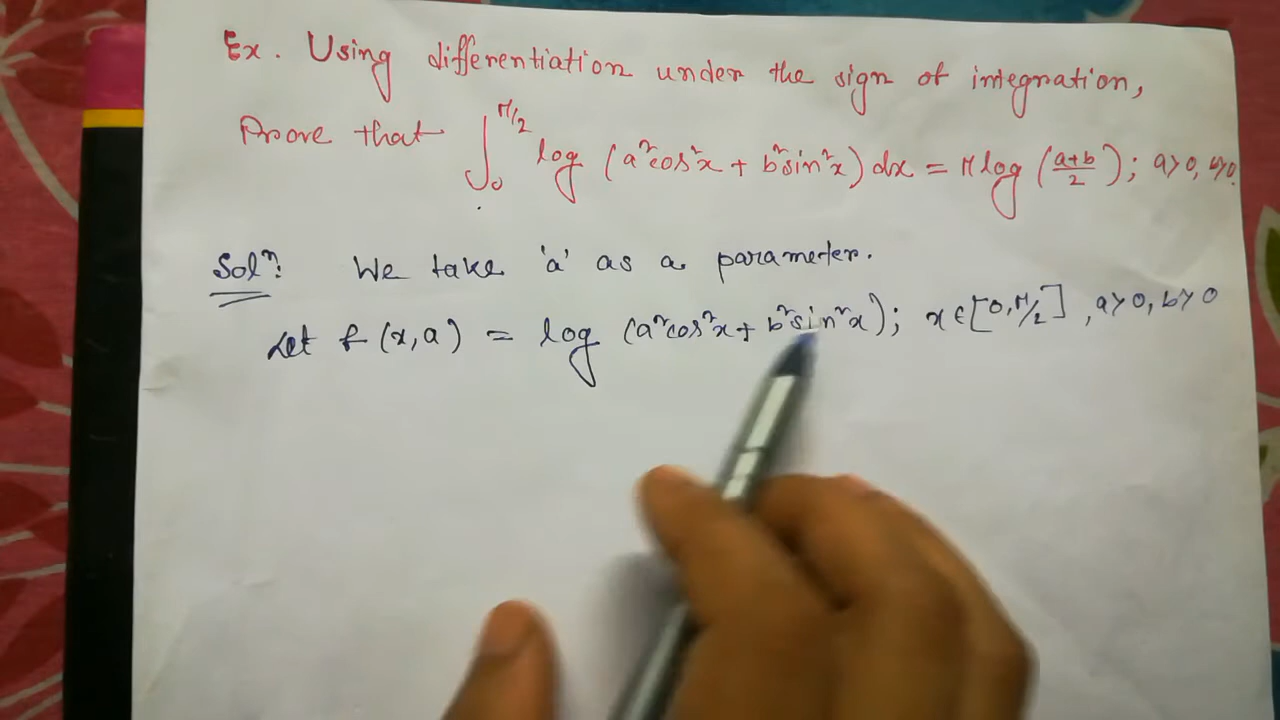 Ex. Using differentiation under the sign of integration,
Prove that ∫₀^{π/2} log (a²cos²x + b²sin²x) dx = π log ((a+b)/2); a>0, b>0.
Solⁿ: We take 'a' as a parameter.
Let f(x,a) = log (a²cos²x + b²sin²x); x∈[0,π/2], a>0, b>0